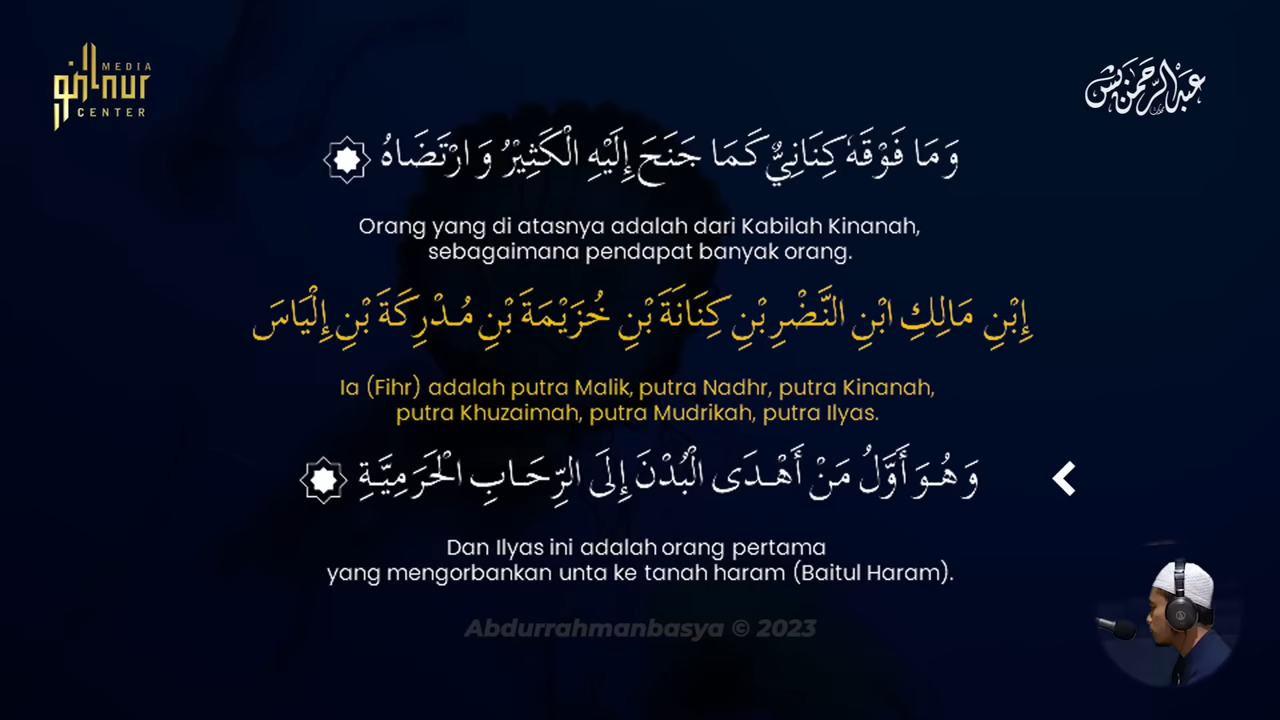 MEDIA
annur
CENTER
عبدالرحمن بشَ
وَمَا فَوْقَهٗ كِنَانِيٌّ كَمَا جَنَحَ إِلَيْهِ الْكَثِيْرُ وَارْتَضَاهُ
Orang yang di atasnya adalah dari Kabilah Kinanah,
sebagaimana pendapat banyak orang.
إِبْنِ مَالِكِ ابْنِ النَّضْرِ بْنِ كِنَانَةَ بْنِ خُزَيْمَةَ بْنِ مُدْرِكَةَ بْنِ إِلْيَاسَ
Ia (Fihr) adalah putra Malik, putra Nadhr, putra Kinanah,
putra Khuzaimah, putra Mudrikah, putra Ilyas.
وَهُوَ أَوَّلُ مَنْ أَهْدَى الْبُدْنَ إِلَى الرِّحَابِ الْحَرَمِيَّةِ
Dan Ilyas ini adalah orang pertama
yang mengorbankan unta ke tanah haram (Baitul Haram).
Abdurrahmanbasya © 2023